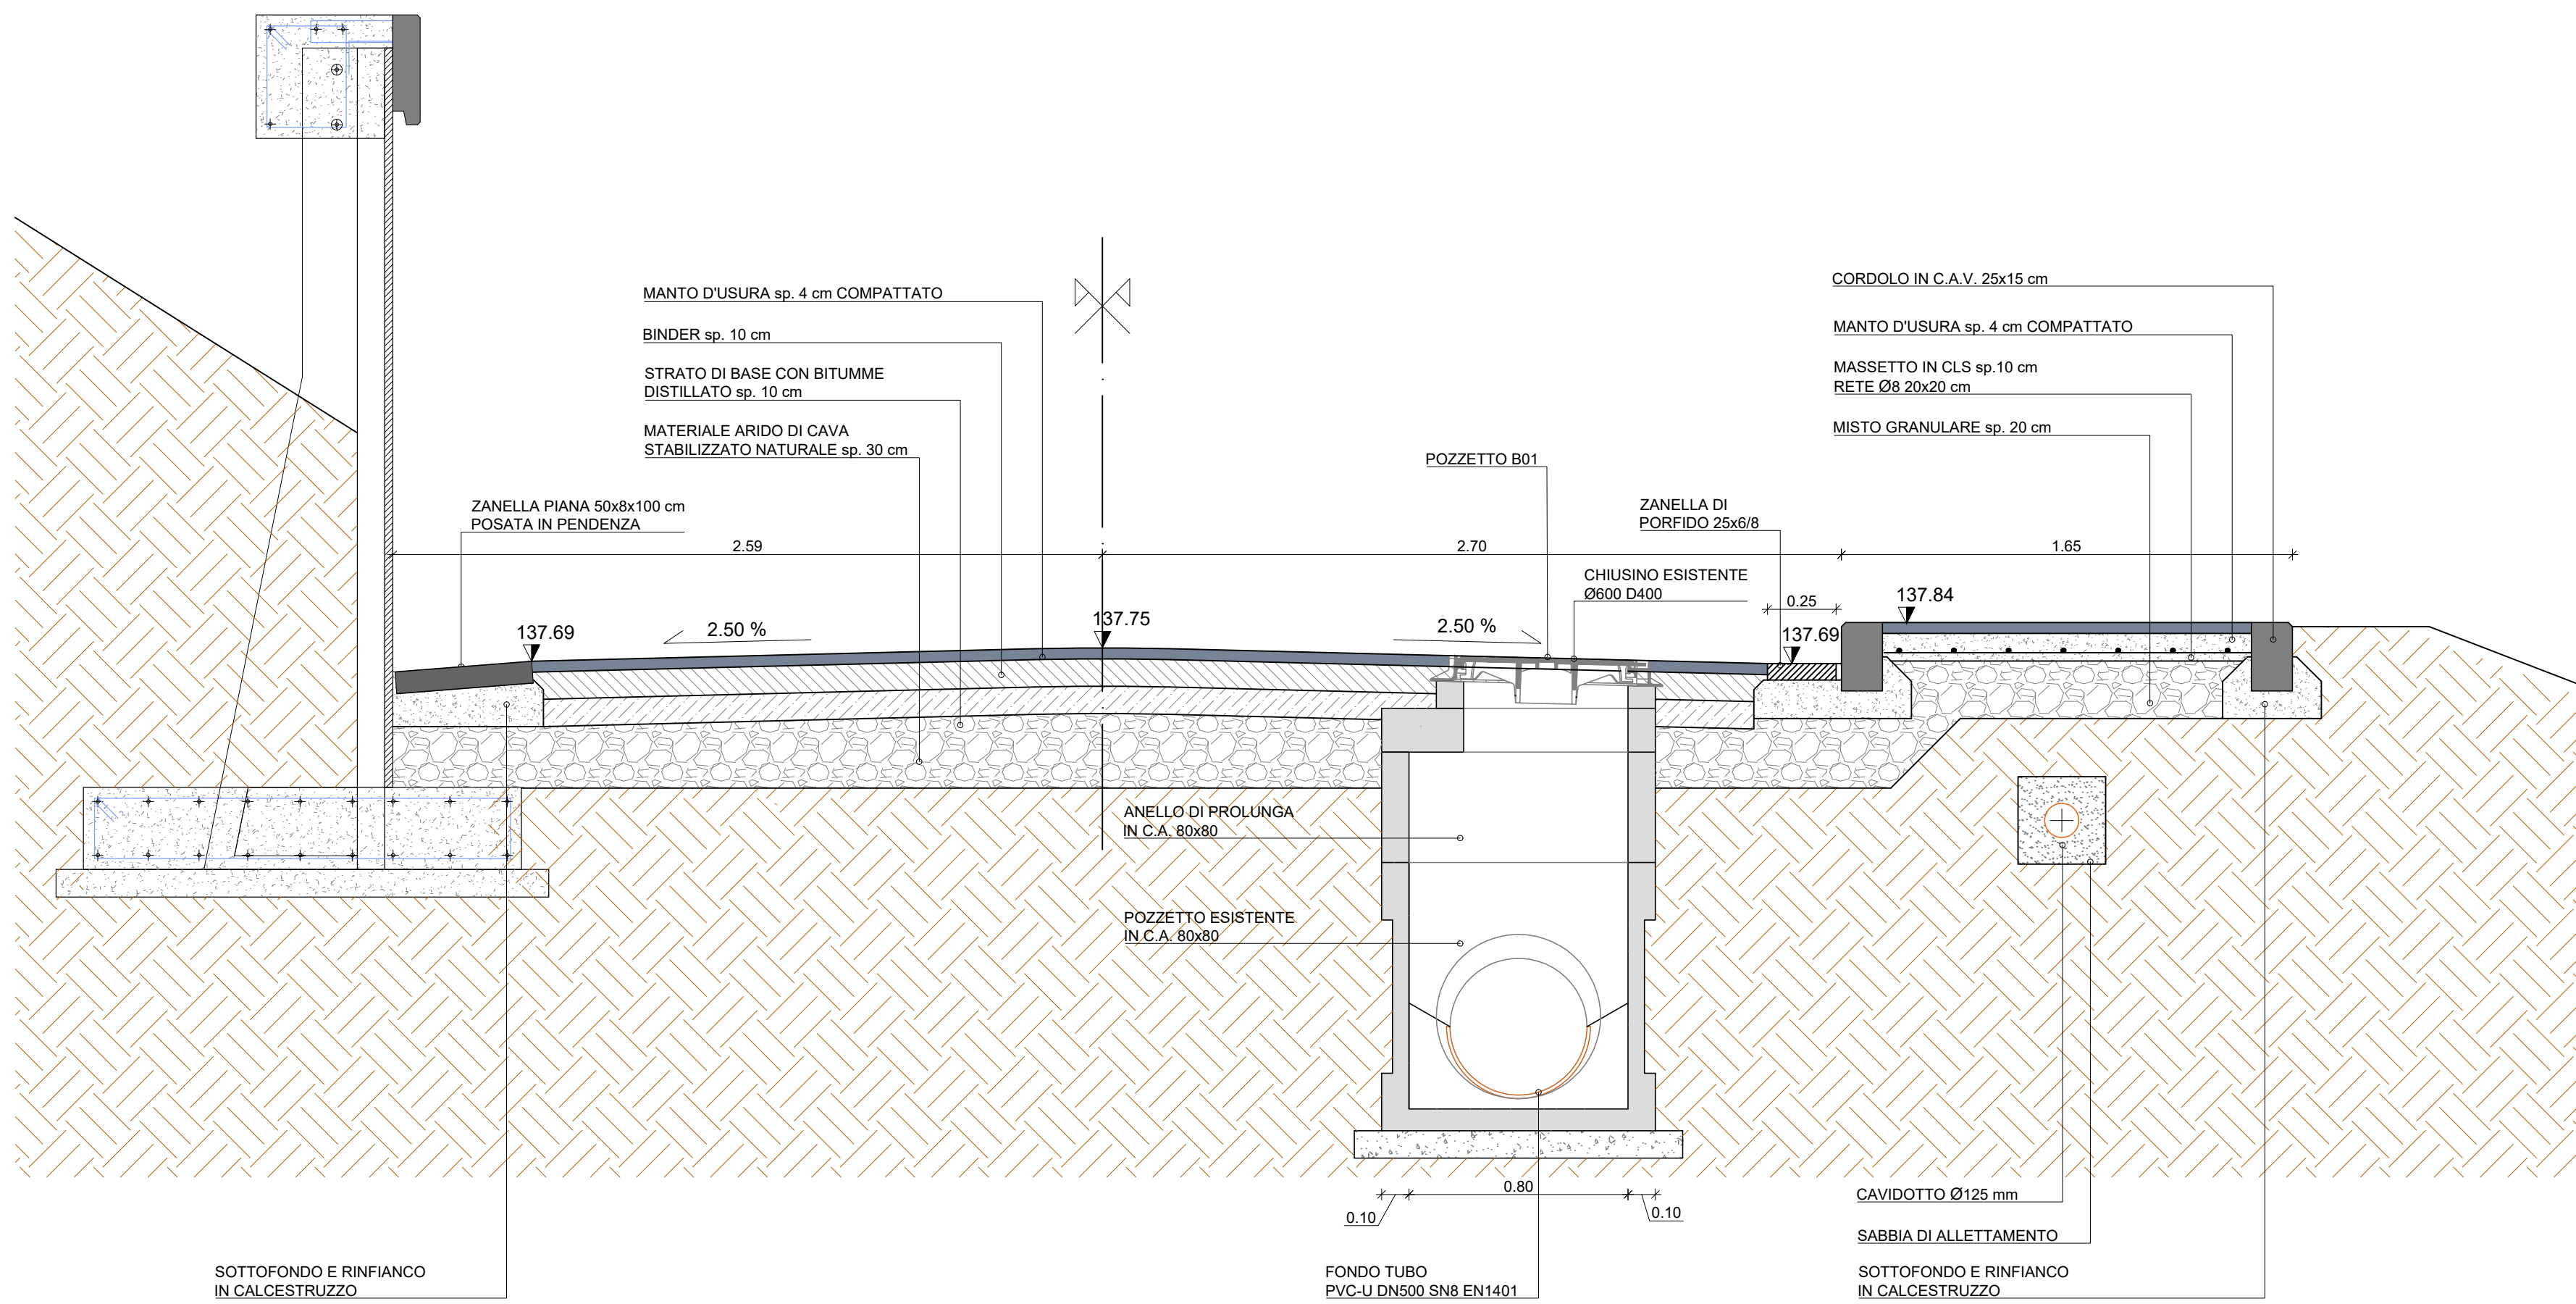 CORDOLO IN C.A.V. 25x15 cm
MANTO D'USURA sp. 4 cm COMPATTATO
MANTO D'USURA sp. 4 cm COMPATTATO
BINDER sp. 10 cm
MASSETTO IN CLS sp.10 cm
RETE Ø8 20x20 cm
STRATO DI BASE CON BITUMME
DISTILLATO sp. 10 cm
MISTO GRANULARE sp. 20 cm
MATERIALE ARIDO DI CAVA
STABILIZZATO NATURALE sp. 30 cm
POZZETTO B01
ZANELLA PIANA 50x8x100 cm
POSATA IN PENDENZA
ZANELLA DI
PORFIDO 25x6/8
2.59
2.70
1.65
CHIUSINO ESISTENTE
Ø600 D400
0.25
137.84
137.69
2.50 %
137.75
2.50 %
137.69
ANELLO DI PROLUNGA
IN C.A. 80x80
POZZETTO ESISTENTE
IN C.A. 80x80
0.10
0.80
0.10
CAVIDOTTO Ø125 mm
SABBIA DI ALLETTAMENTO
SOTTOFONDO E RINFIANCO
IN CALCESTRUZZO
FONDO TUBO
PVC-U DN500 SN8 EN1401
SOTTOFONDO E RINFIANCO
IN CALCESTRUZZO